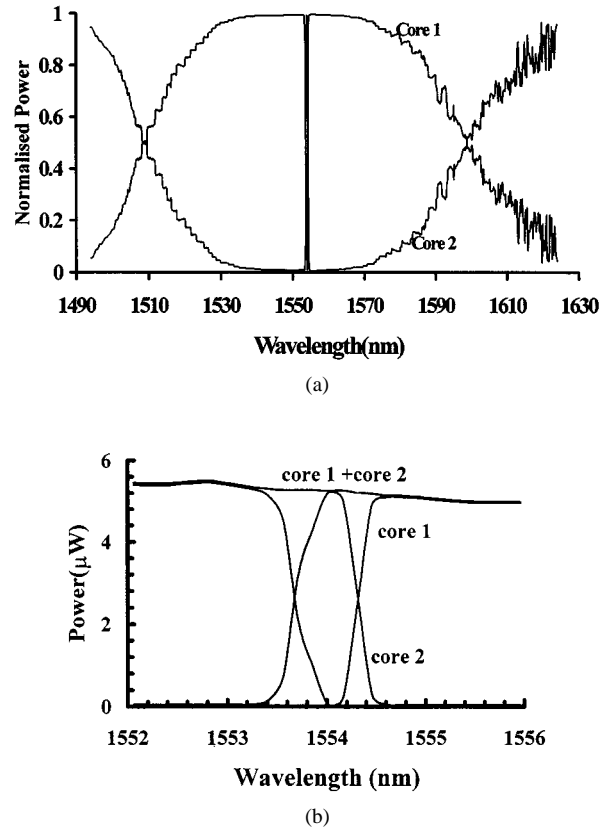 1
0.8
0.6
0.4
0.2
0
Normalised Power
Core 1
Core 2
1490 1510 1530 1550 1570 1590 1610 1630
Wavelength(nm)
(a)
6
4
2
0
Power(μW)
core 1 +core 2
core 1
core 2
1552 1553 1554 1555 1556
Wavelength (nm)
(b)